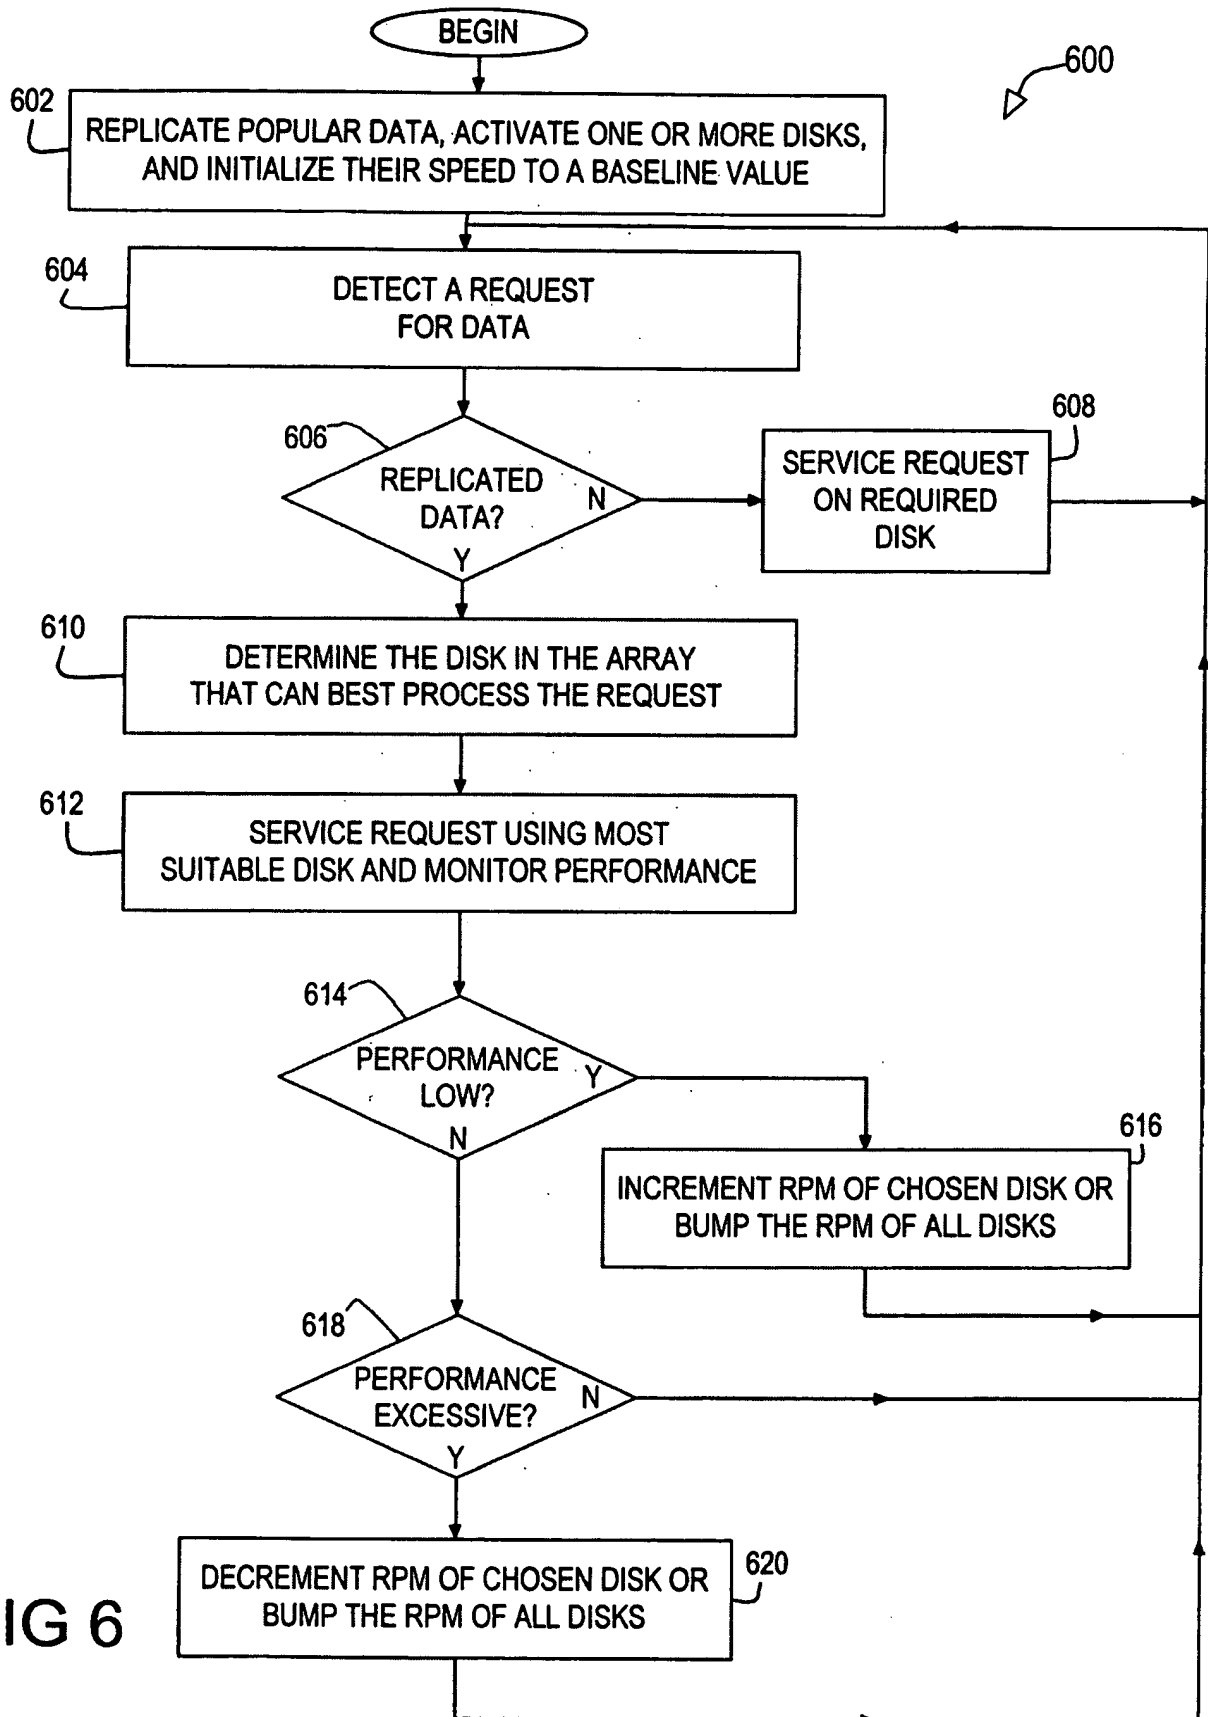 BEGIN
600
602
REPLICATE POPULAR DATA, ACTIVATE ONE OR MORE DISKS,
AND INITIALIZE THEIR SPEED TO A BASELINE VALUE
604
DETECT A REQUEST
FOR DATA
606
REPLICATED
DATA?
N
Y
608
SERVICE REQUEST
ON REQUIRED
DISK
610
DETERMINE THE DISK IN THE ARRAY
THAT CAN BEST PROCESS THE REQUEST
612
SERVICE REQUEST USING MOST
SUITABLE DISK AND MONITOR PERFORMANCE
614
PERFORMANCE
LOW?
Y
N
616
INCREMENT RPM OF CHOSEN DISK OR
BUMP THE RPM OF ALL DISKS
618
PERFORMANCE
EXCESSIVE?
N
Y
620
DECREMENT RPM OF CHOSEN DISK OR
BUMP THE RPM OF ALL DISKS
IG 6